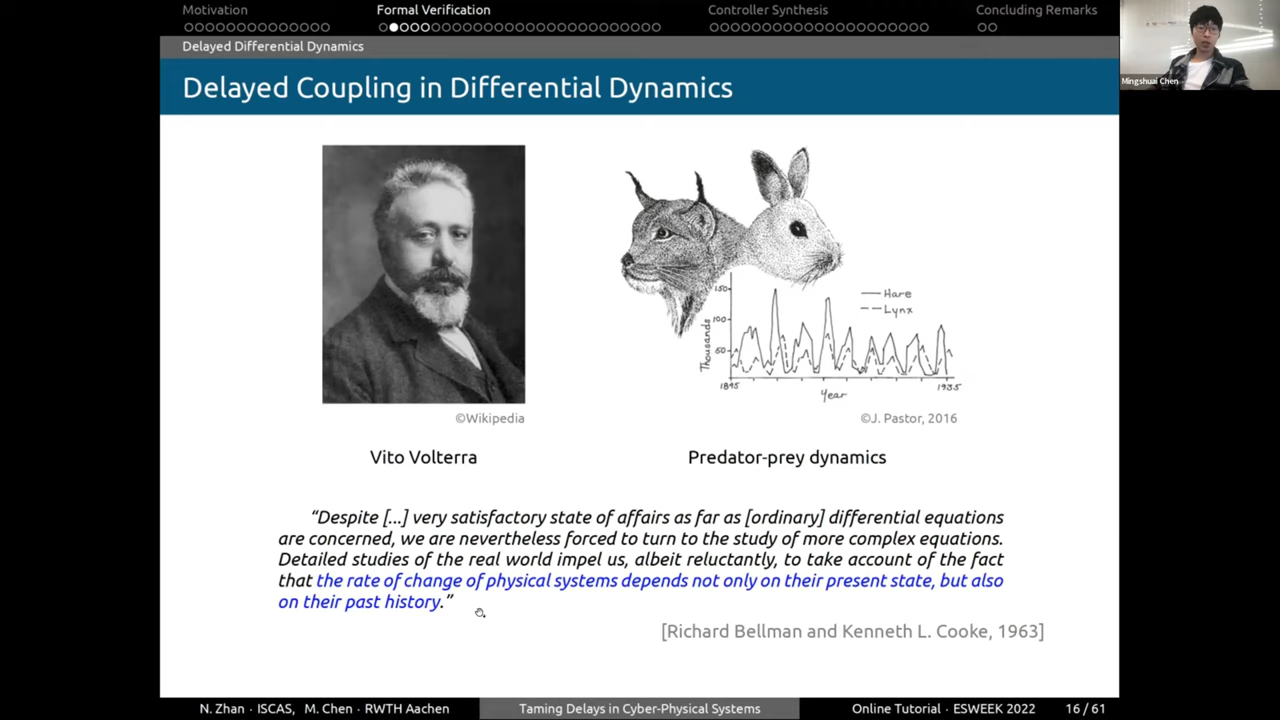 Motivation
Formal Verification
Controller Synthesis
Concluding Remarks
Delayed Differential Dynamics
Mingshuai Chen
Delayed Coupling in Differential Dynamics
150
100
50
Thousands
Hare
Lynx
1895
1935
Year
©Wikipedia
©J. Pastor, 2016
Vito Volterra
Predator-prey dynamics
“Despite [...] very satisfactory state of affairs as far as [ordinary] differential equations
are concerned, we are nevertheless forced to turn to the study of more complex equations.
Detailed studies of the real world impel us, albeit reluctantly, to take account of the fact
that the rate of change of physical systems depends not only on their present state, but also
on their past history.”
[Richard Bellman and Kenneth L. Cooke, 1963]
N. Zhan · ISCAS, M. Chen · RWTH Aachen
Taming Delays in Cyber-Physical Systems
Online Tutorial · ESWEEK 2022
16 / 61